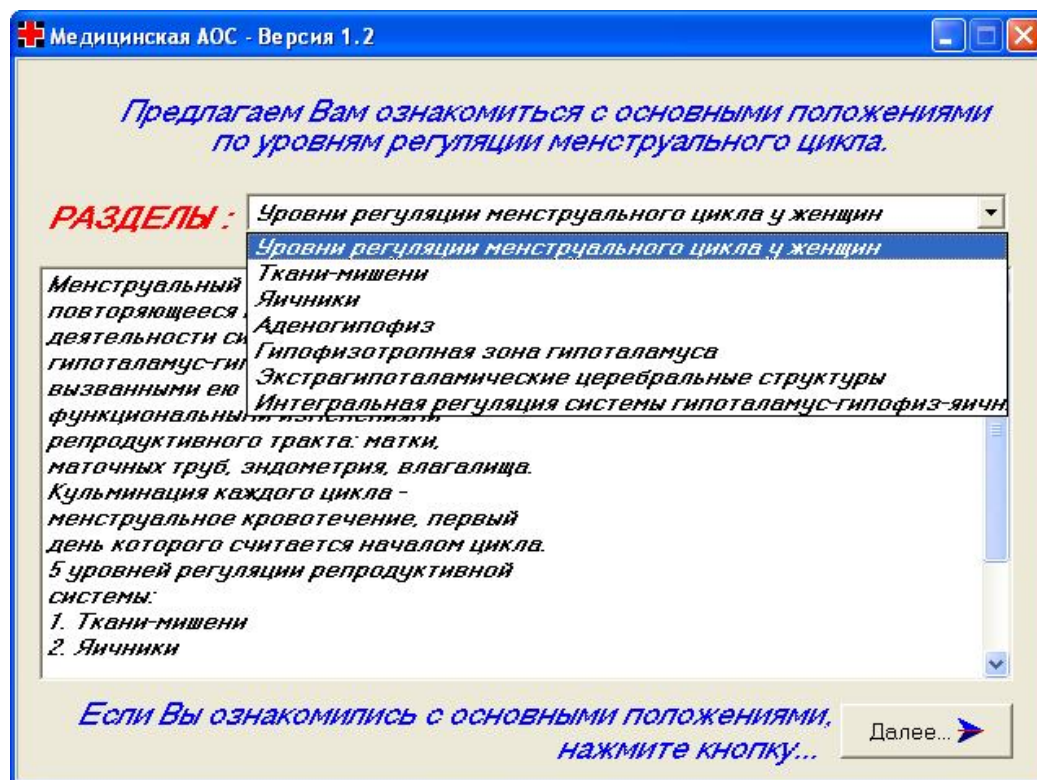 Медицинская АОС - Версия 1.2
Предлагаем Вам ознакомиться с основными положениями
по уровням регуляции менструального цикла.
РАЗДЕЛЫ :
Уровни регуляции менструального цикла у женщин
Уровни регуляции менструального цикла у женщин
Ткани-мишени
Яичники
Аденогипофиз
Гипофизотропная зона гипоталамуса
Экстрагипоталамические церебральные структуры
Интегральная регуляция системы гипоталамус-гипофиз-яичн
Менструальный
повторяющееся
деятельности си
гипоталамус-гип
вызванными ею
функциональными изменениями
репродуктивного тракта: матки,
маточных труб, эндометрия, влагалища.
Кульминация каждого цикла -
менструальное кровотечение, первый
день которого считается началом цикла.
5 уровней регуляции репродуктивной
системы:
1. Ткани-мишени
2. Яичники
Если Вы ознакомились с основными положениями,
нажмите кнопку...
Далее...